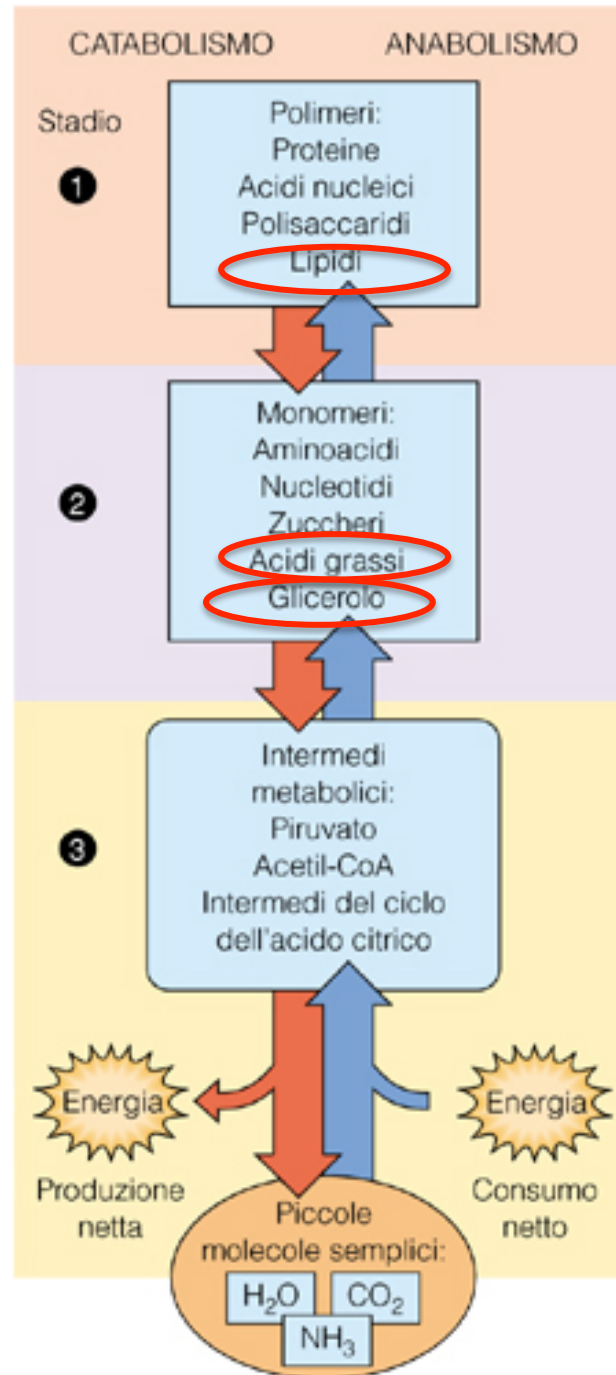 CATABOLISMO ANABOLISMO
Stadio
1
Polimeri:
Proteine
Acidi nucleici
Polisaccaridi
Lipidi
2
Monomeri:
Aminoacidi
Nucleotidi
Zuccheri
Acidi grassi
Glicerolo
3
Intermedi
metabolici:
Piruvato
Acetil-CoA
Intermedi del ciclo
dell'acido citrico
Energia
Produzione
netta
Energia
Consumo
netto
Piccole
molecole semplici:
H₂O CO₂
NH₃